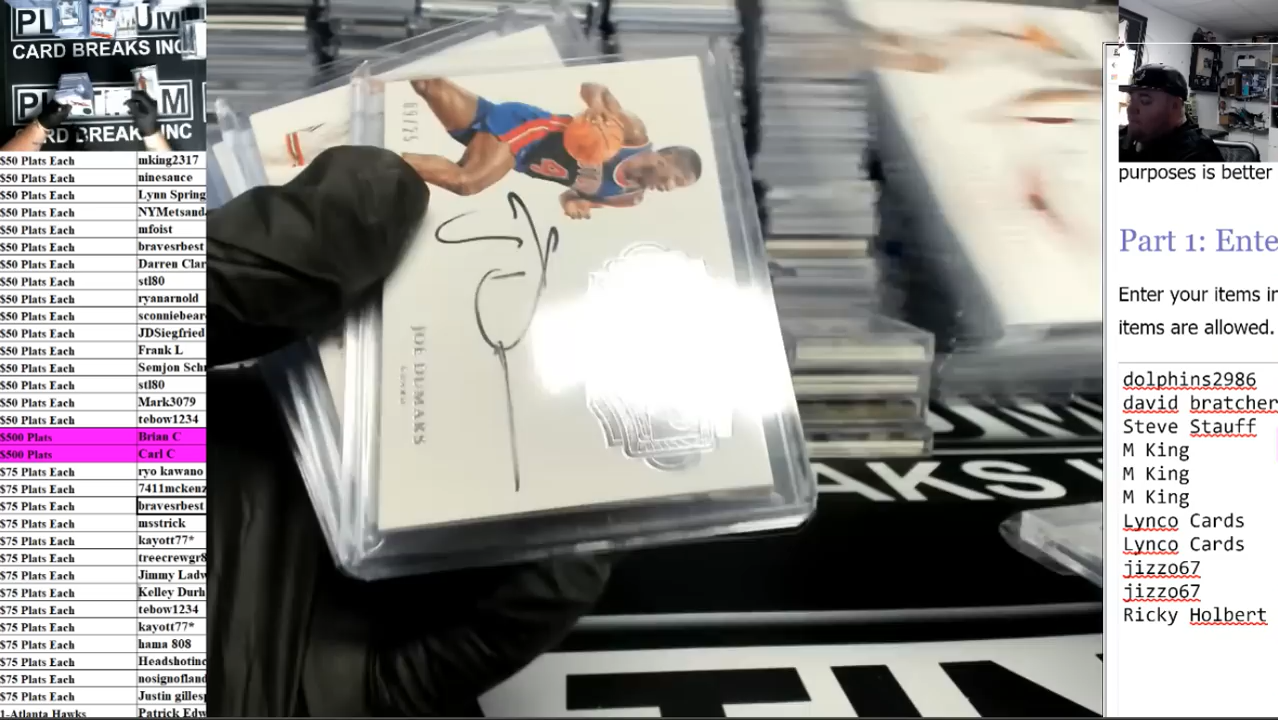 CARD BREAKS INC
CARD BREAKS INC
$50 Plats Each mking2317
$50 Plats Each ninesauce
$50 Plats Each Lynn Spring
$50 Plats Each NYMetsand
$50 Plats Each mfoist
$50 Plats Each bravesrbest
$50 Plats Each Darren Clar
$50 Plats Each stl80
$50 Plats Each ryanarnold
$50 Plats Each sconniebear
$50 Plats Each JDSiegfried
$50 Plats Each Frank L
$50 Plats Each Semjon Sch
$50 Plats Each stl80
$50 Plats Each Mark3079
$50 Plats Each tebow1234
$500 Plats Brian C
$500 Plats Carl C
$75 Plats Each ryo kawano
$75 Plats Each 7411mckenz
$75 Plats Each bravesrbest
$75 Plats Each msstrick
$75 Plats Each kayott77*
$75 Plats Each treecrewgr8
$75 Plats Each Jimmy Ladw
$75 Plats Each Kelley Durh
$75 Plats Each tebow1234
$75 Plats Each kayott77*
$75 Plats Each hama 808
$75 Plats Each Headshotinc
$75 Plats Each nosignofland
$75 Plats Each Justin gilles
1-Atlanta Hawks Patrick Edw
JOE DUMARS
4
AKS
purposes is better
Part 1: Ente
Enter your items in
items are allowed.
dolphins2986
david bratcher
Steve Stauff
M King
M King
M King
Lynco Cards
Lynco Cards
jizzo67
jizzo67
Ricky Holbert